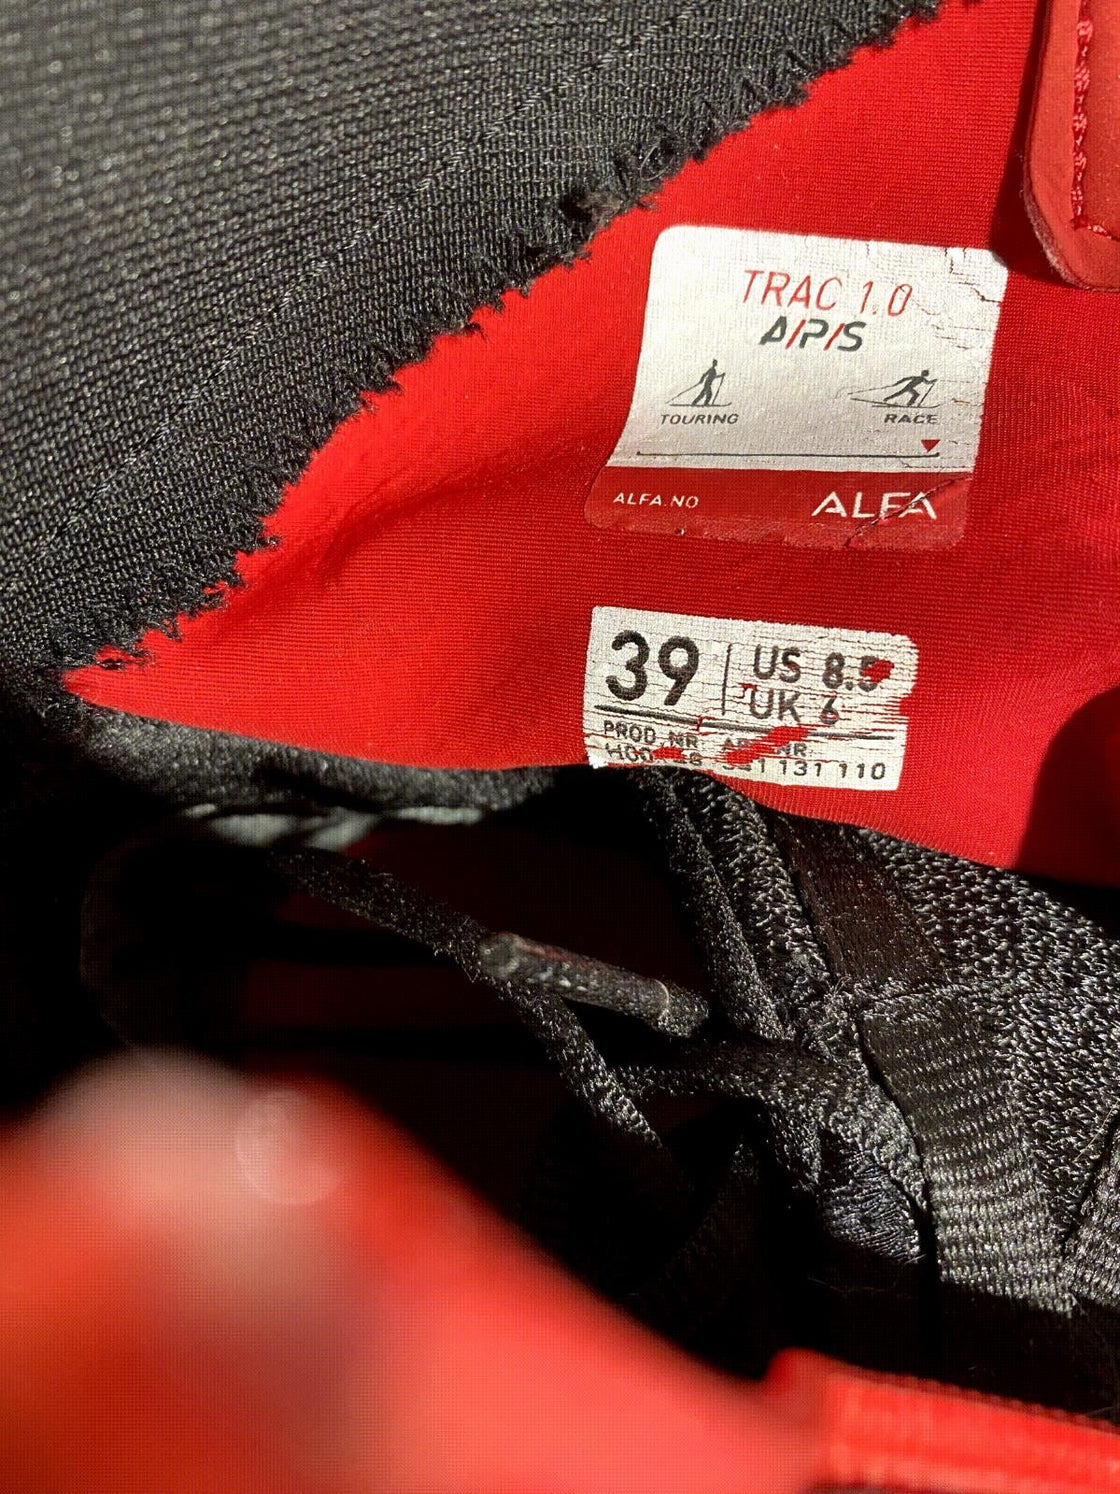 TRAC 1.0
A/P/S
TOURING RACE
ALFA.NO ALFA
39 US 8.5
UK 6
PROD NR:
131 110